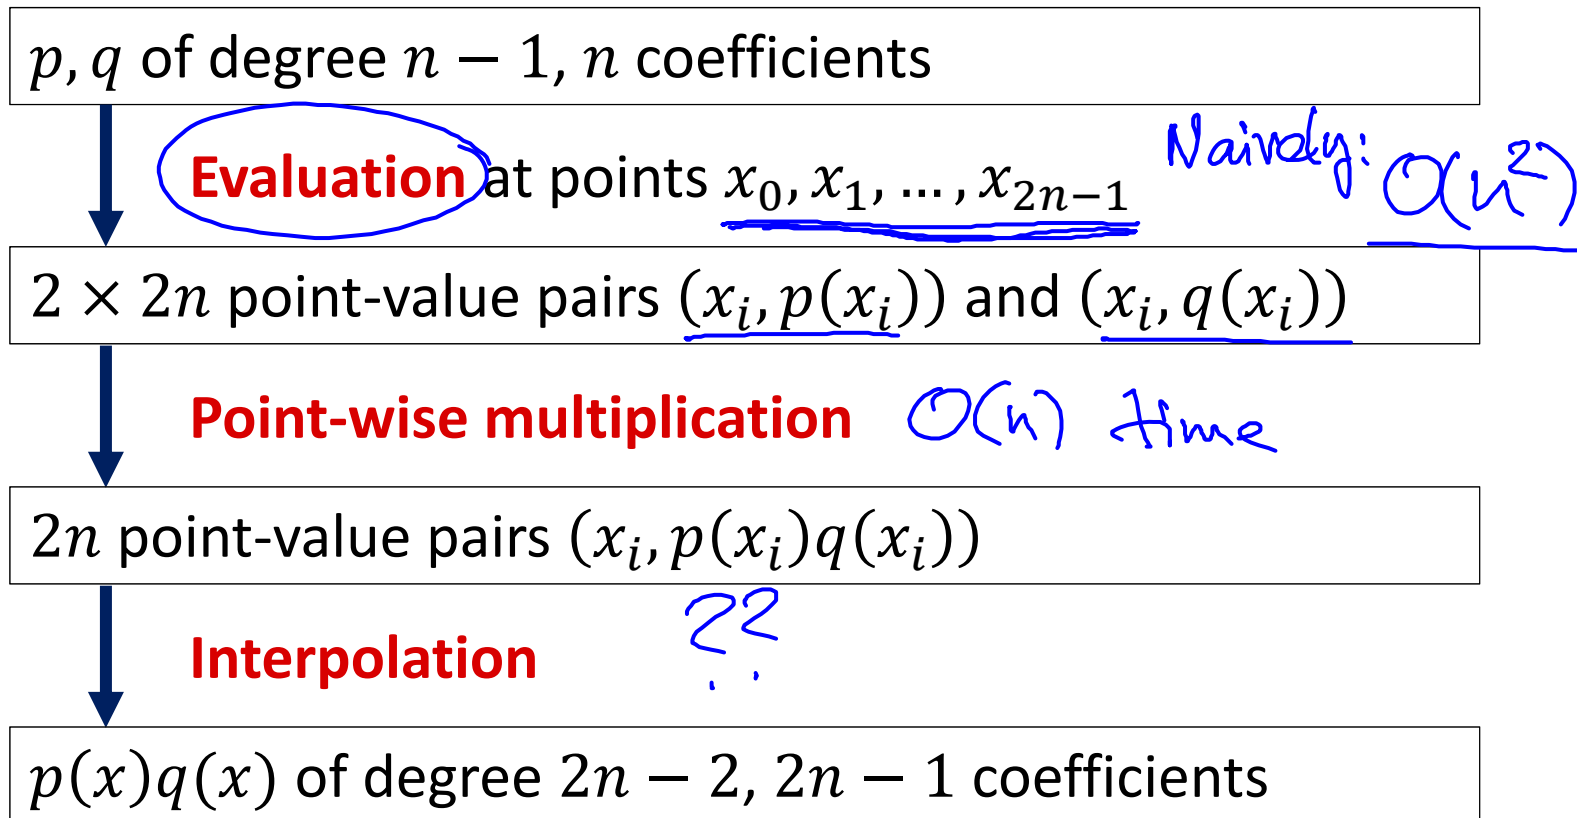 p, q of degree n − 1, n coefficients
Evaluation at points x₀, x₁, …, x₂ₙ₋₁ Naively: O(n²)
2 × 2n point-value pairs (xᵢ, p(xᵢ)) and (xᵢ, q(xᵢ))
Point-wise multiplication O(n) time
2n point-value pairs (xᵢ, p(xᵢ)q(xᵢ))
Interpolation ??
p(x)q(x) of degree 2n − 2, 2n − 1 coefficients